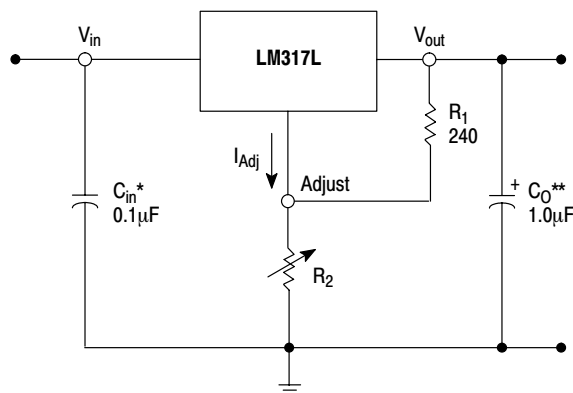 Vin
LM317L
Vout
R1
240
IAdj
Adjust
Cin*
0.1µF
+
CO**
1.0µF
R2